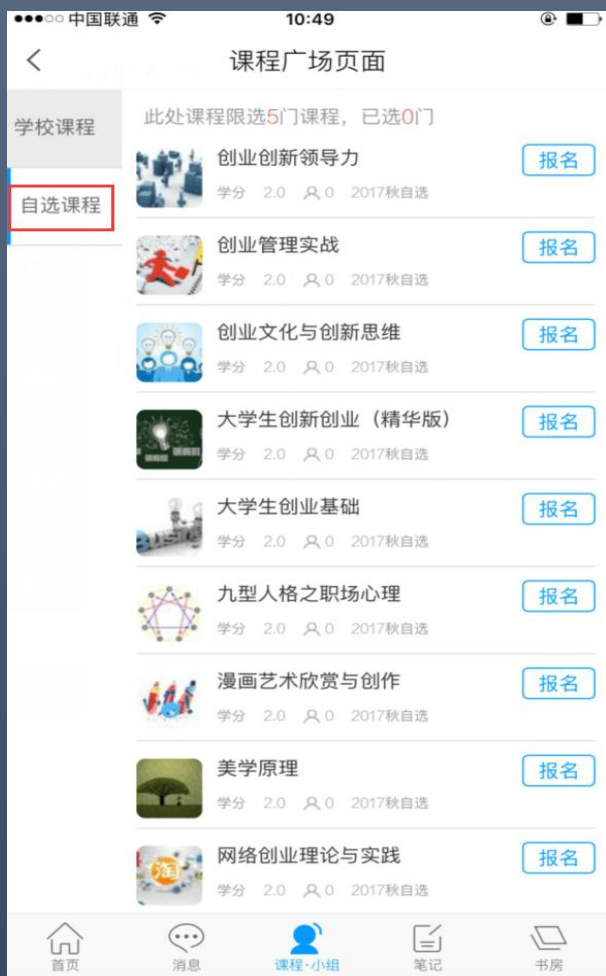 中国联通 10:49
课程广场页面
学校课程
自选课程
此处课程限选5门课程，已选0门
创业创新领导力
报名
学分 2.0 0 2017秋自选
创业管理实战
报名
学分 2.0 0 2017秋自选
创业文化与创新思维
报名
学分 2.0 0 2017秋自选
大学生创新创业（精华版）
报名
学分 2.0 0 2017秋自选
大学生创业基础
报名
学分 2.0 0 2017秋自选
九型人格之职场心理
报名
学分 2.0 0 2017秋自选
漫画艺术欣赏与创作
报名
学分 2.0 0 2017秋自选
美学原理
报名
学分 2.0 0 2017秋自选
淘
网络创业理论与实践
报名
学分 2.0 0 2017秋自选
首页 消息 课程·小组 笔记 书房